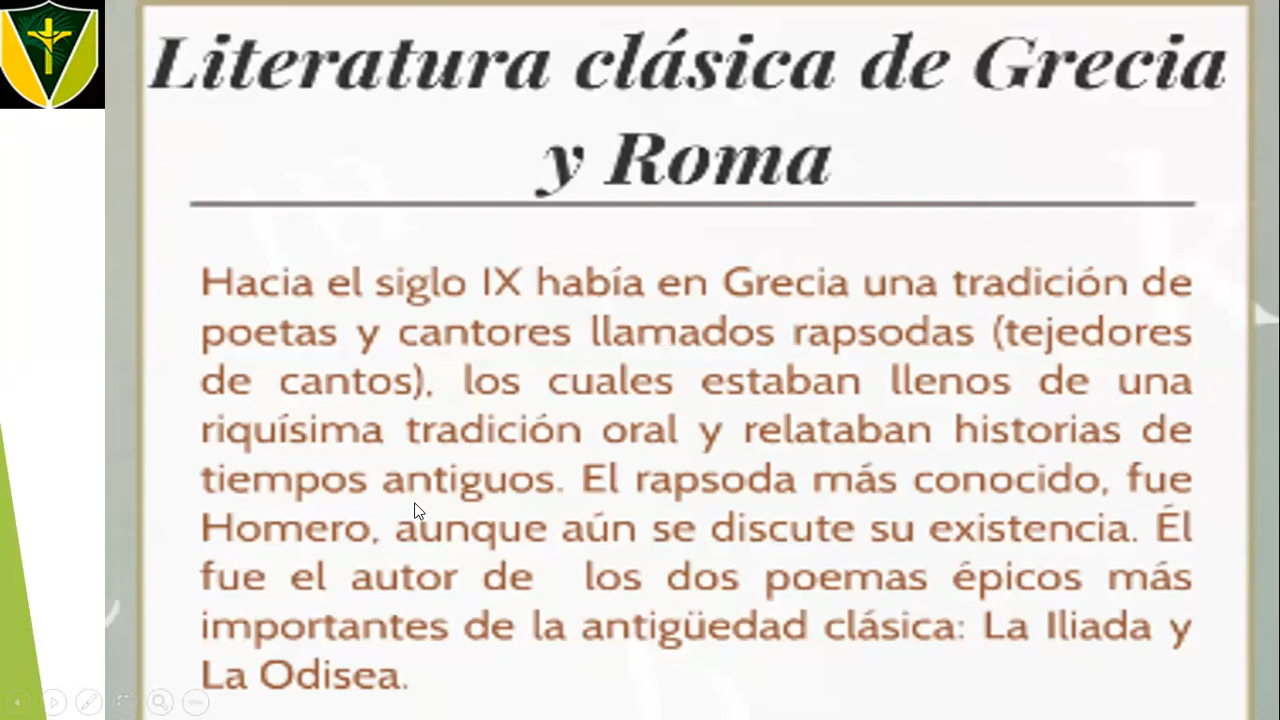 Literatura clásica de Grecia
y Roma
Hacia el siglo IX había en Grecia una tradición de
poetas y cantores llamados rapsodas (tejedores
de cantos), los cuales estaban llenos de una
riquísima tradición oral y relataban historias de
tiempos antiguos. El rapsoda más conocido, fue
Homero, aunque aún se discute su existencia. Él
fue el autor de los dos poemas épicos más
importantes de la antigüedad clásica: La Iliada y
La Odisea.